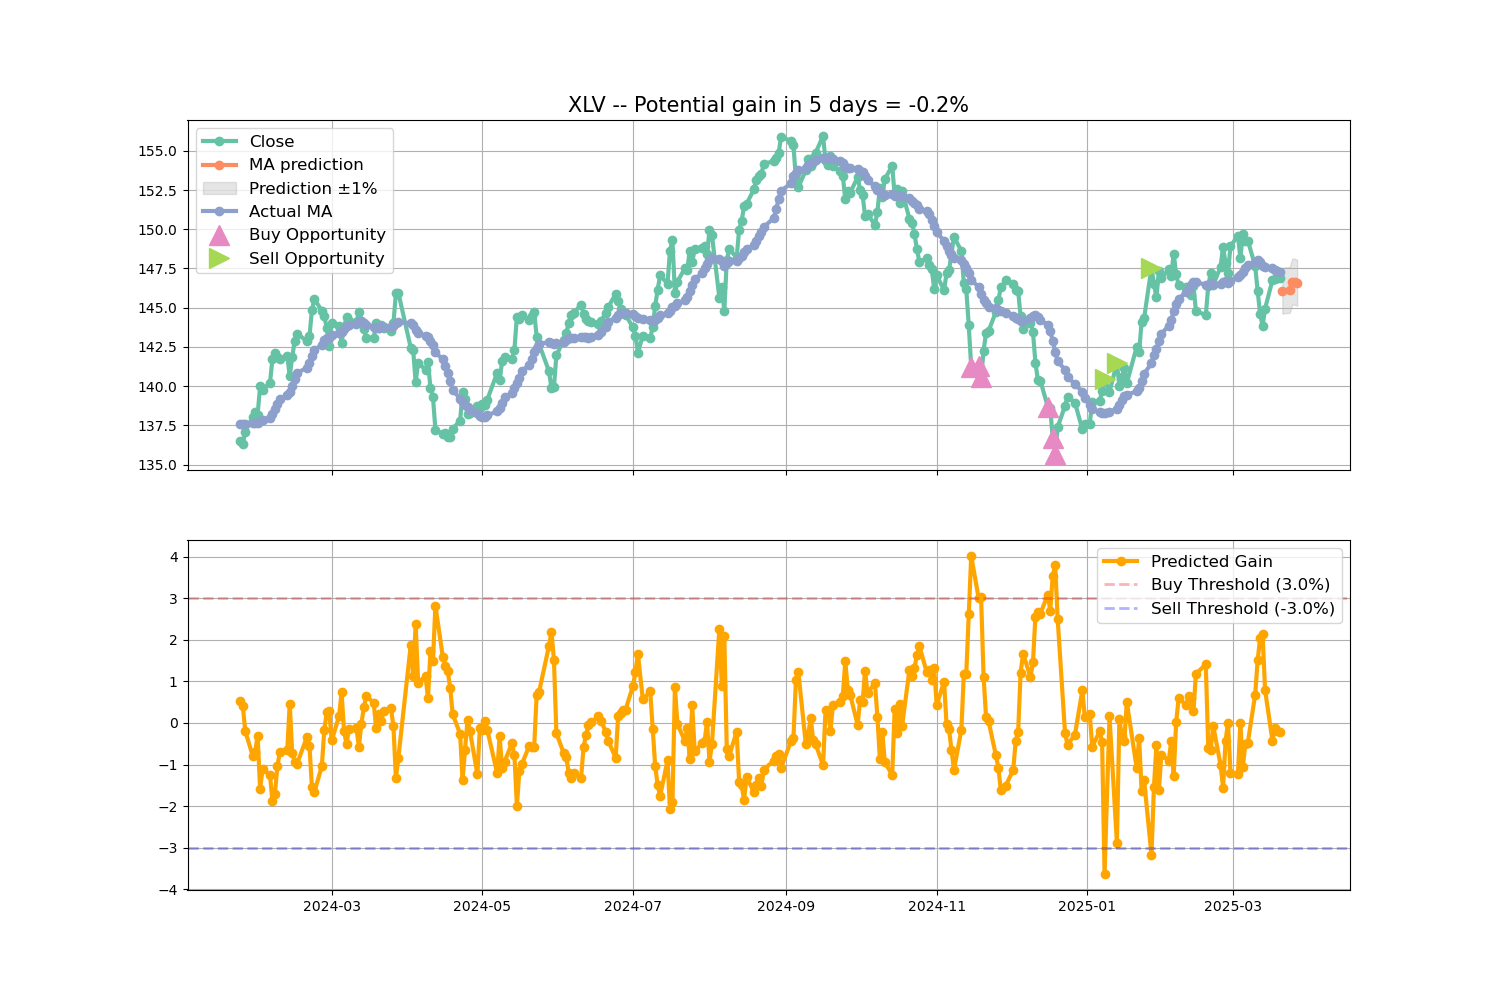 XLV -- Potential gain in 5 days = -0.2%
Close
MA prediction
Prediction ±1%
Actual MA
Buy Opportunity
Sell Opportunity
155.0
152.5
150.0
147.5
145.0
142.5
140.0
137.5
135.0
Predicted Gain
Buy Threshold (3.0%)
Sell Threshold (-3.0%)
4
3
2
1
0
−1
−2
−3
−4
2024-03 2024-05 2024-07 2024-09 2024-11 2025-01 2025-03